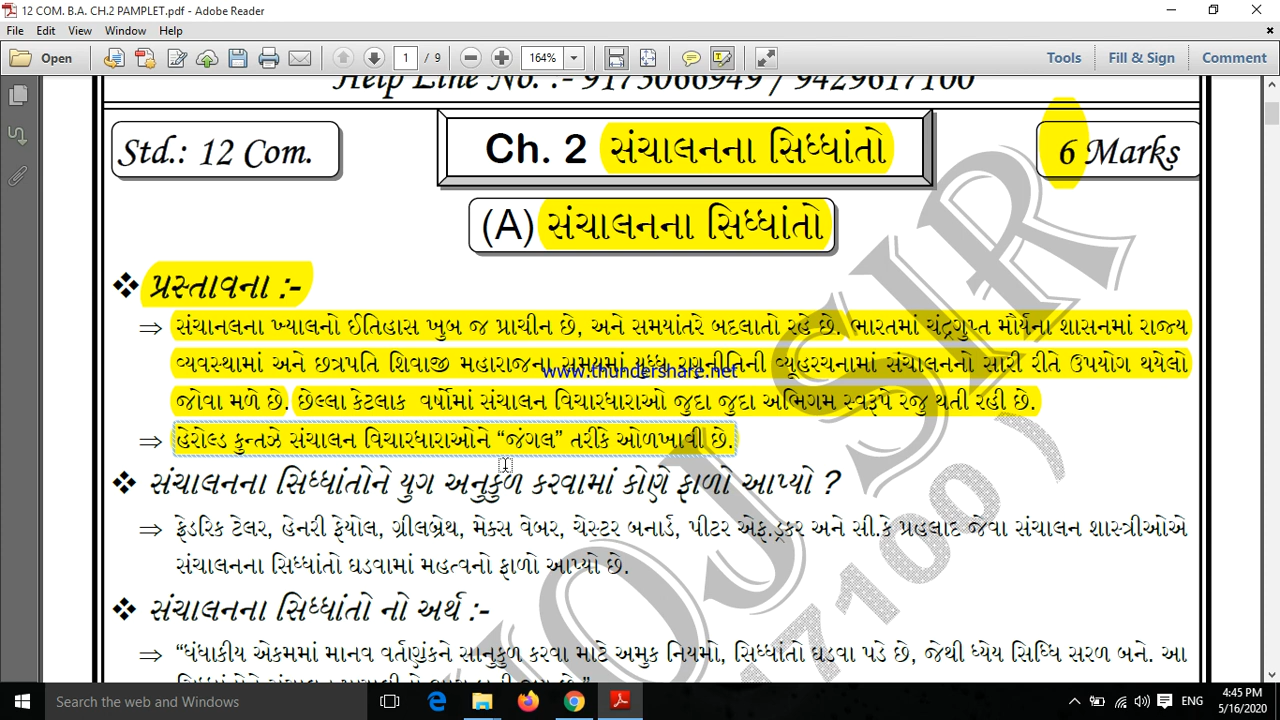 12 COM. B.A. CH.2 PAMPLET.pdf - Adobe Reader
File Edit View Window Help
Open 1 / 9 164% Tools Fill & Sign Comment
Help Line No. :- 9173066949 / 9429617100
Std.: 12 Com. Ch. 2 સંચાલનના સિધ્ધાંતો 6 Marks
(A) સંચાલનના સિધ્ધાંતો
❖ પ્રસ્તાવના :-
⇒ સંચાનલના ખ્યાલનો ઈતિહાસ ખુબ જ પ્રાચીન છે, અને સમયાંતરે બદલાતો રહે છે. ભારતમાં ચંદ્રગુપ્ત મૌર્યના શાસનમાં રાજ્ય
વ્યવસ્થામાં અને છત્રપતિ શિવાજી મહારાજના સમયમાં યુધ્ધ રણનીતિની વ્યૂહરચનામાં સંચાલનનો સારી રીતે ઉપયોગ થયેલો
www.thundershare.net
જોવા મળે છે. છેલ્લા કેટલાક વર્ષોમાં સંચાલન વિચારધારાઓ જુદા જુદા અભિગમ સ્વરૂપે રજુ થતી રહી છે.
⇒ હેરોલ્ડ કુન્તઝે સંચાલન વિચારધારાઓને “જંગલ” તરીકે ઓળખાવી છે.
❖ સંચાલનના સિધ્ધાંતોને યુગ અનુકુળ કરવામાં કોણે ફાળો આપ્યો ?
⇒ ફ્રેડરિક ટેલર, હેનરી ફેયોલ, ગ્રીલબ્રેથ, મેક્સ વેબર, ચેસ્ટર બનાર્ડ, પીટર એફ.ડ્રકર અને સી.કે પ્રહલાદ જેવા સંચાલન શાસ્ત્રીઓએ
સંચાલનના સિધ્ધાંતો ઘડવામાં મહત્વનો ફાળો આપ્યો છે.
❖ સંચાલનના સિધ્ધાંતો નો અર્થ :-
⇒ “ધંધાકીય એકમમાં માનવ વર્તણુંકને સાનુકુળ કરવા માટે અમુક નિયમો, સિધ્ધાંતો ઘડવા પડે છે, જેથી ધ્યેય સિધ્ધિ સરળ બને. આ
Search the web and Windows ENG 4:45 PM
5/16/2020